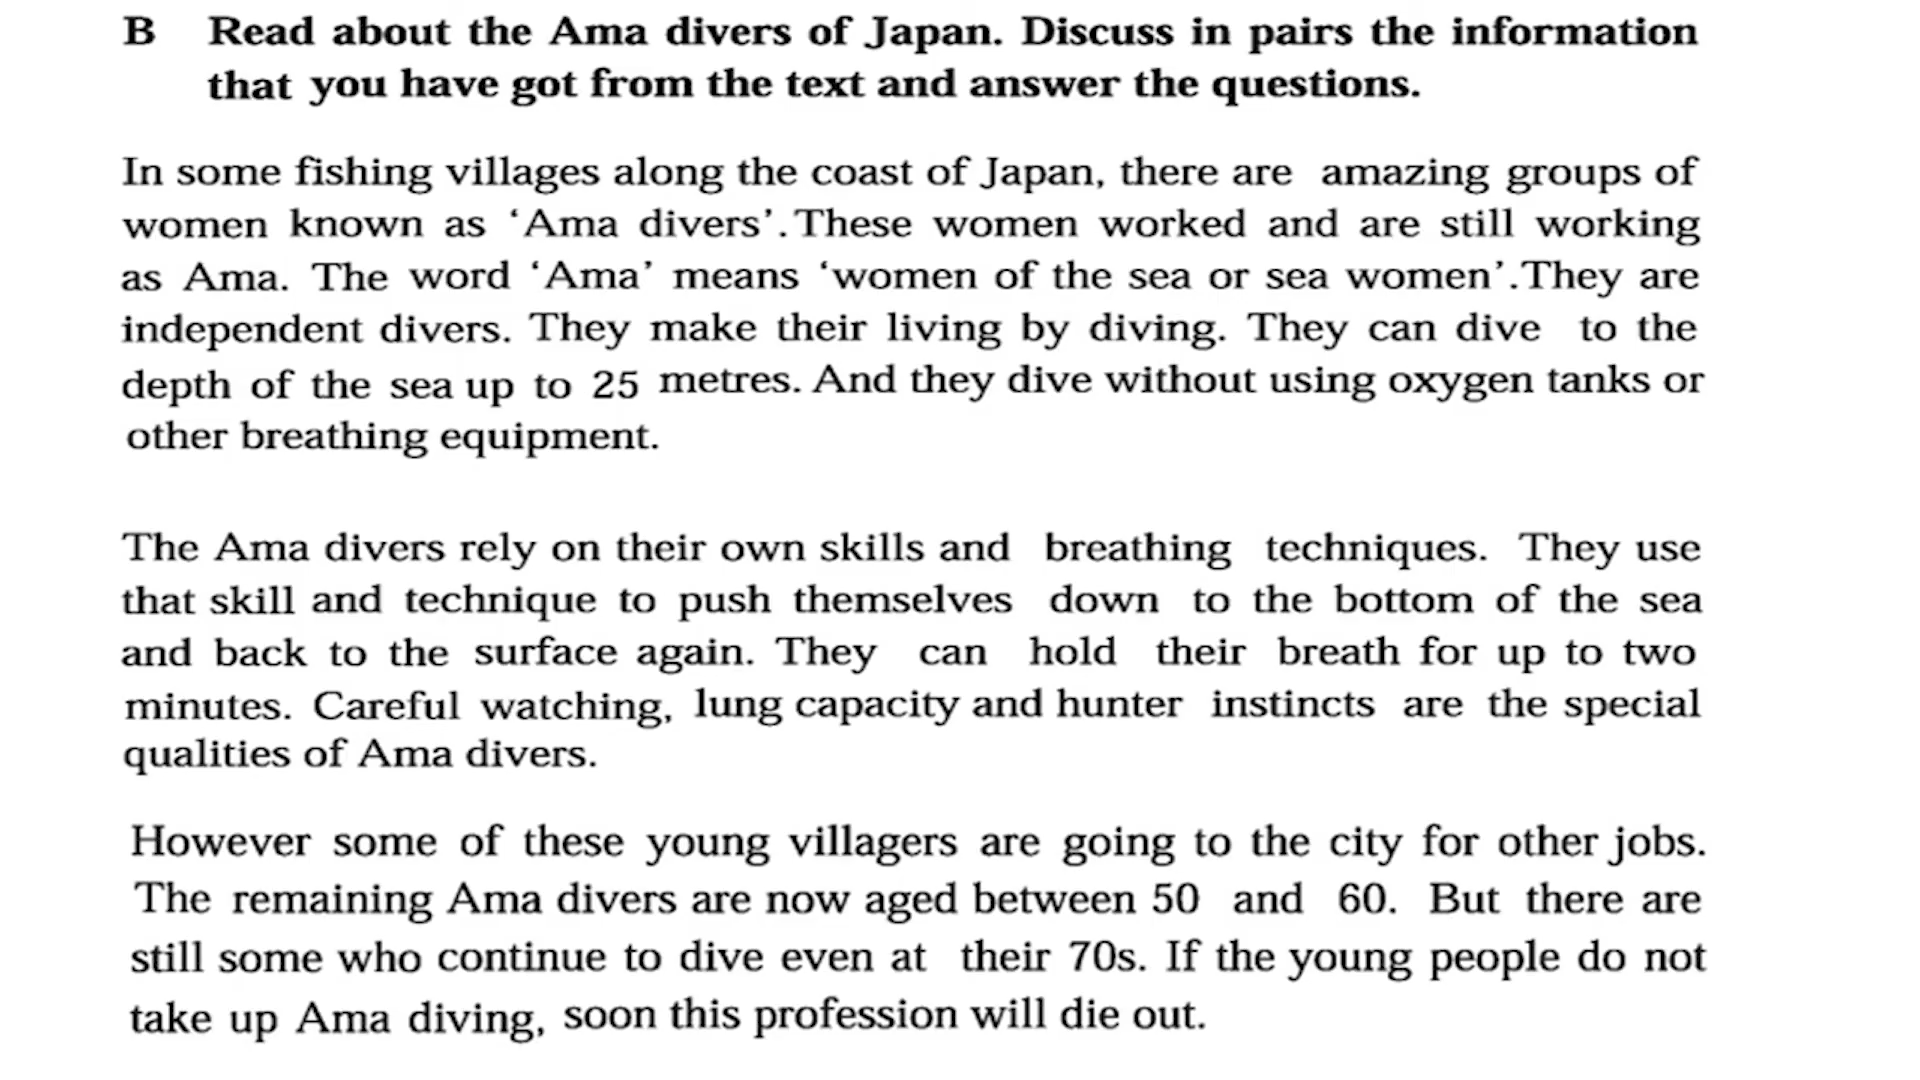 B Read about the Ama divers of Japan. Discuss in pairs the information
that you have got from the text and answer the questions.
In some fishing villages along the coast of Japan, there are amazing groups of
women known as ‘Ama divers’.These women worked and are still working
as Ama. The word ‘Ama’ means ‘women of the sea or sea women’.They are
independent divers. They make their living by diving. They can dive to the
depth of the sea up to 25 metres. And they dive without using oxygen tanks or
other breathing equipment.
The Ama divers rely on their own skills and breathing techniques. They use
that skill and technique to push themselves down to the bottom of the sea
and back to the surface again. They can hold their breath for up to two
minutes. Careful watching, lung capacity and hunter instincts are the special
qualities of Ama divers.
However some of these young villagers are going to the city for other jobs.
The remaining Ama divers are now aged between 50 and 60. But there are
still some who continue to dive even at their 70s. If the young people do not
take up Ama diving, soon this profession will die out.